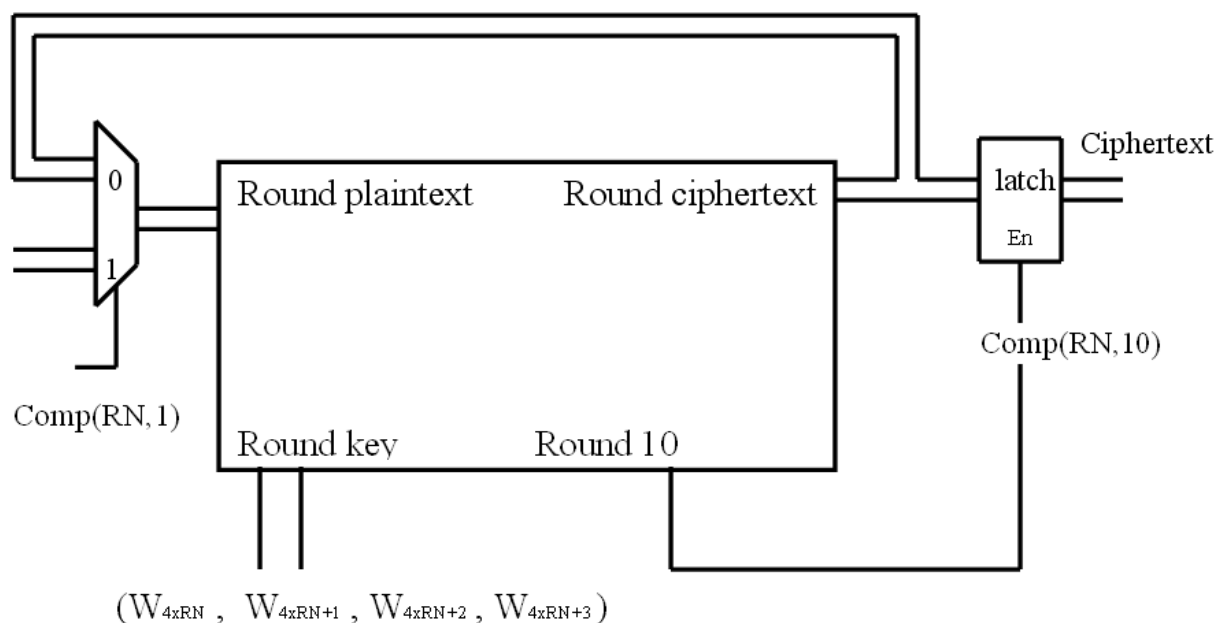 Ciphertext
0
Round plaintext
Round ciphertext
latch
En
1
Comp(RN,10)
Comp(RN,1)
Round key
Round 10
(W4xRN , W4xRN+1 , W4xRN+2 , W4xRN+3 )